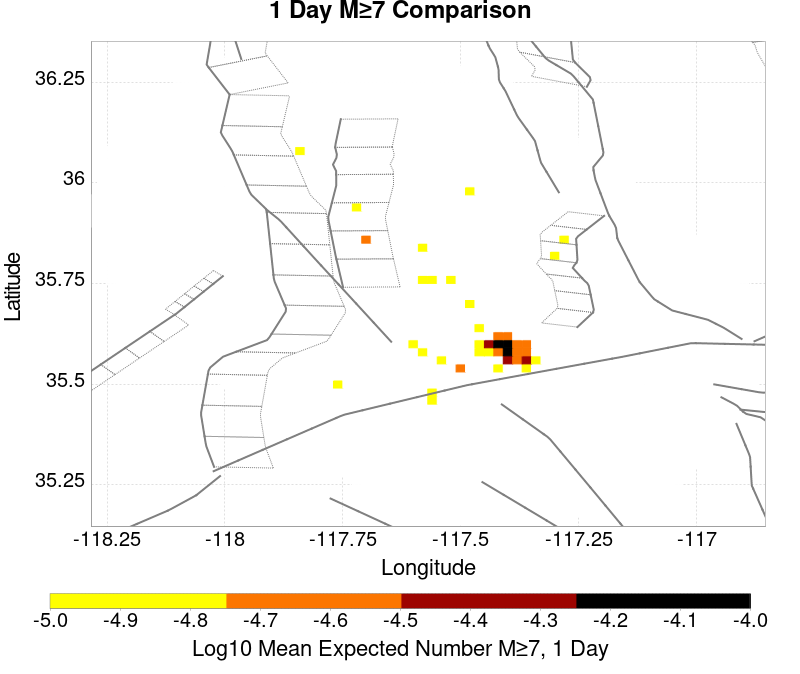 1 Day M≥7 Comparison
36.25
36
35.75
35.5
35.25
Latitude
-118.25 -118 -117.75 -117.5 -117.25 -117
Longitude
-5.0 -4.9 -4.8 -4.7 -4.6 -4.5 -4.4 -4.3 -4.2 -4.1 -4.0
Log10 Mean Expected Number M≥7, 1 Day